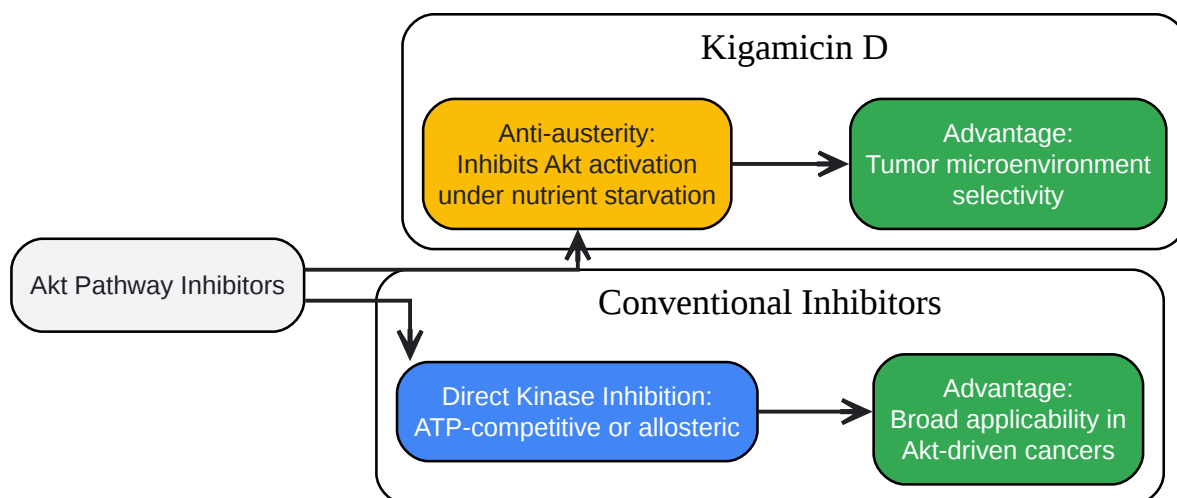 Kigamicin D
Anti-austerity:
Inhibits Akt activation
under nutrient starvation
Advantage:
Tumor microenvironment
selectivity
Akt Pathway Inhibitors
Conventional Inhibitors
Direct Kinase Inhibition:
ATP-competitive or allosteric
Advantage:
Broad applicability in
Akt-driven cancers